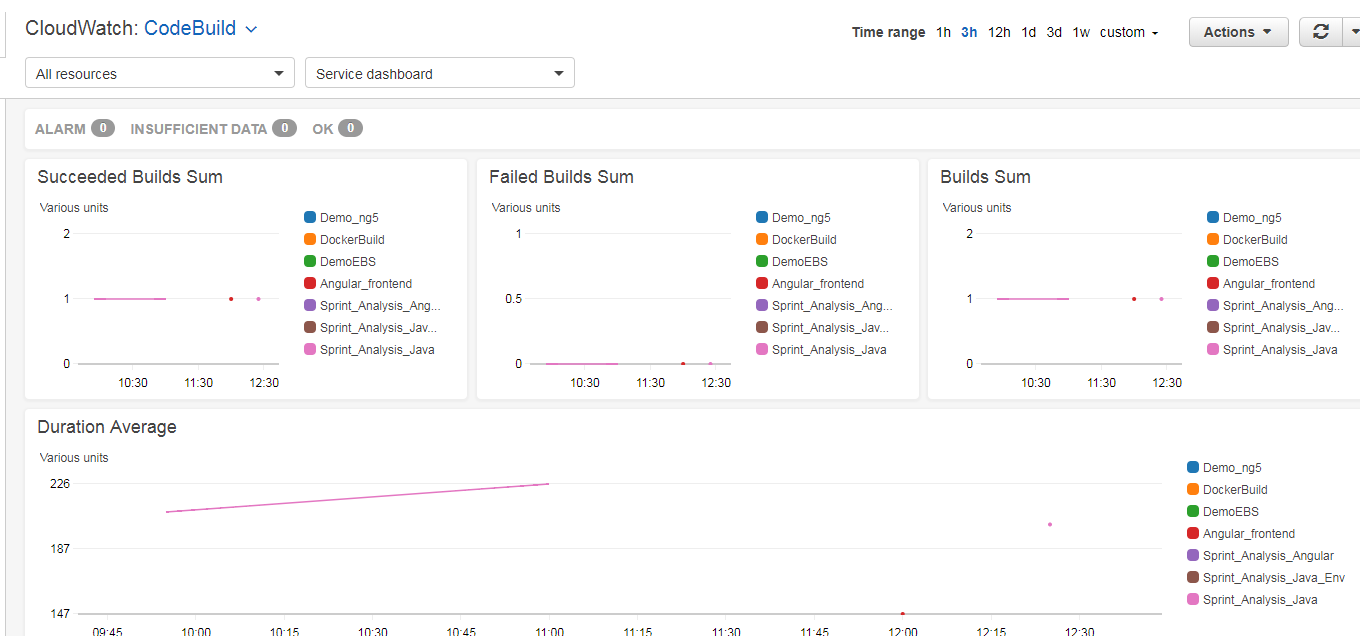 CloudWatch: CodeBuild
Time range 1h 3h 12h 1d 3d 1w custom
Actions
All resources
Service dashboard
ALARM 0 INSUFFICIENT DATA 0 OK 0
Succeeded Builds Sum
Various units
2
1
0
10:30 11:30 12:30
Demo_ng5
DockerBuild
DemoEBS
Angular_frontend
Sprint_Analysis_Ang...
Sprint_Analysis_Jav...
Sprint_Analysis_Java
Failed Builds Sum
Various units
1
0.5
0
10:30 11:30 12:30
Demo_ng5
DockerBuild
DemoEBS
Angular_frontend
Sprint_Analysis_Ang...
Sprint_Analysis_Jav...
Sprint_Analysis_Java
Builds Sum
Various units
2
1
0
10:30 11:30 12:30
Demo_ng5
DockerBuild
DemoEBS
Angular_frontend
Sprint_Analysis_Ang...
Sprint_Analysis_Jav...
Sprint_Analysis_Java
Duration Average
Various units
226
187
147
09:45 10:00 10:15 10:30 10:45 11:00 11:15 11:30 11:45 12:00 12:15 12:30
Demo_ng5
DockerBuild
DemoEBS
Angular_frontend
Sprint_Analysis_Angular
Sprint_Analysis_Java_Env
Sprint_Analysis_Java